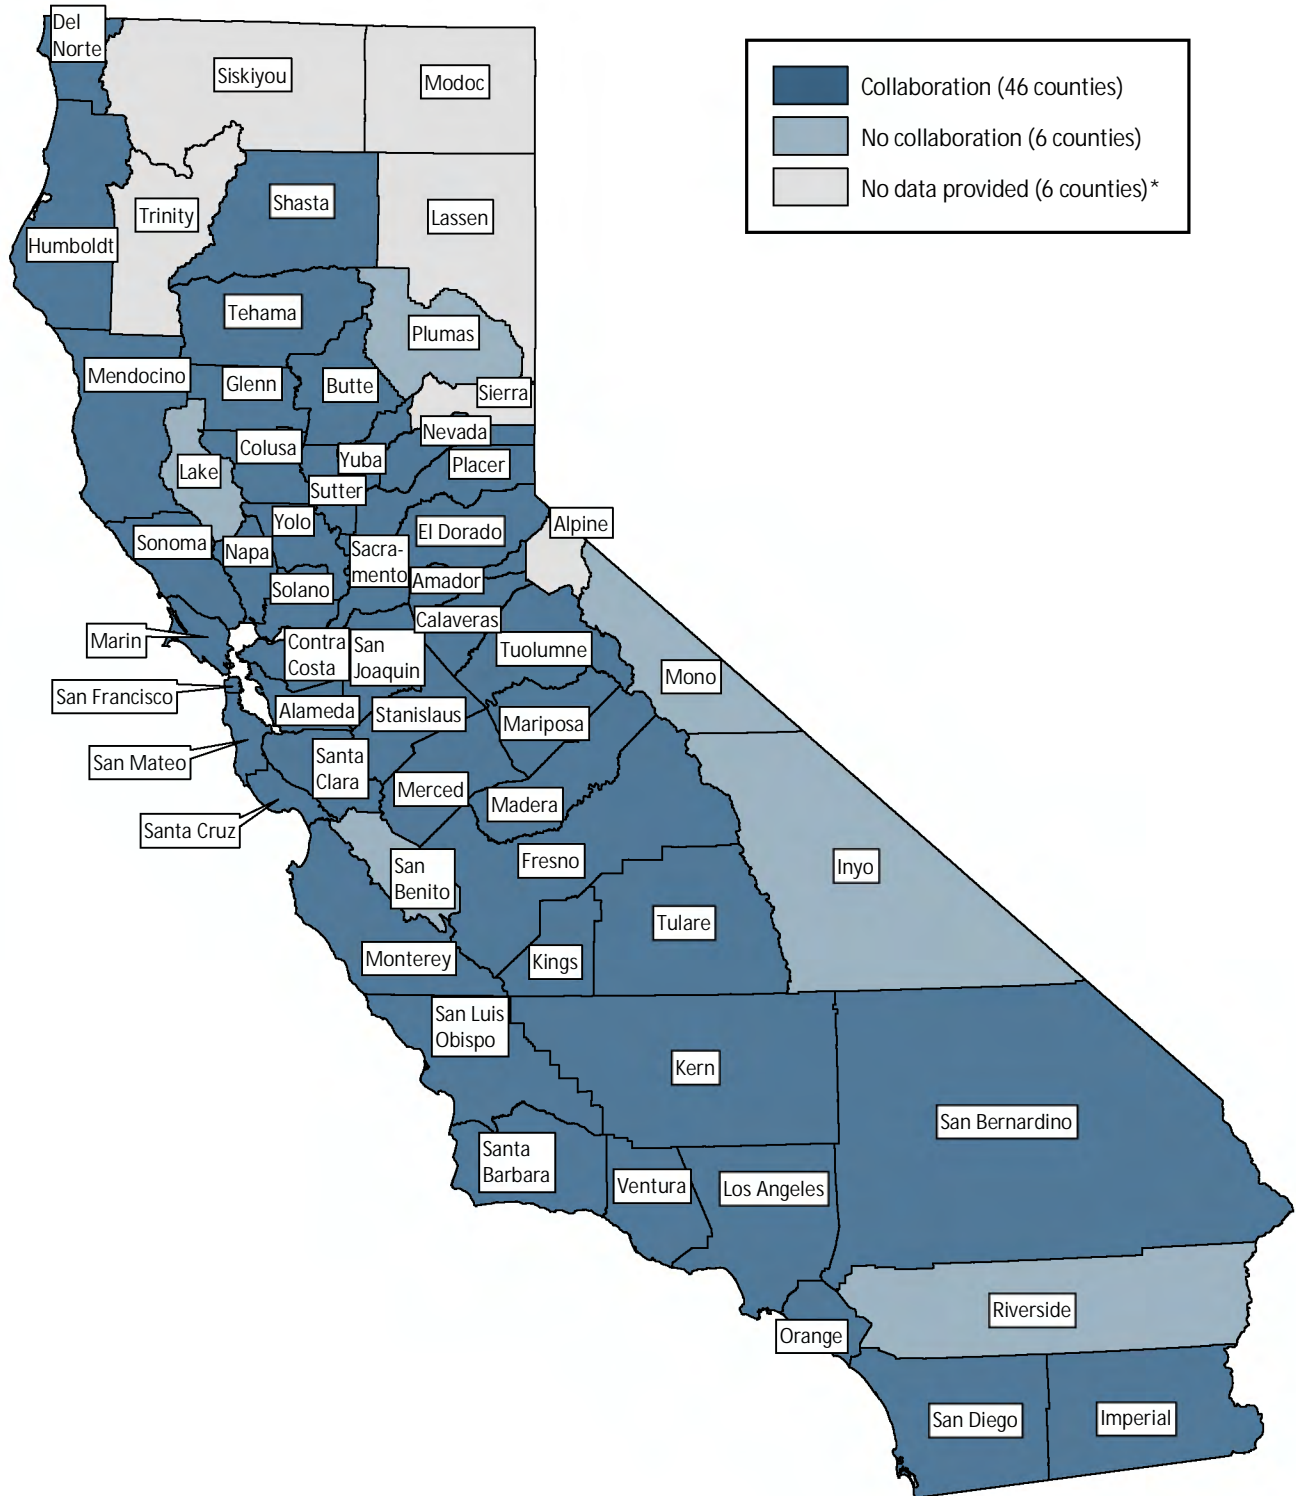 Del
Norte
Siskiyou
Modoc
Collaboration (46 counties)
No collaboration (6 counties)
No data provided (6 counties)*
Trinity
Shasta
Lassen
Humboldt
Tehama
Plumas
Mendocino
Glenn
Butte
Sierra
Nevada
Colusa
Yuba
Placer
Lake
Sutter
Yolo
Alpine
El Dorado
Sonoma
Napa
Sacra-
mento
Amador
Solano
Calaveras
Marin
Contra
Costa
San
Joaquin
Tuolumne
Mono
San Francisco
Alameda
Stanislaus
Mariposa
San Mateo
Santa
Clara
Merced
Madera
Santa Cruz
Fresno
Inyo
San
Benito
Tulare
Monterey
Kings
San Luis
Obispo
Kern
San Bernardino
Santa
Barbara
Ventura
Los Angeles
Riverside
Orange
San Diego
Imperial